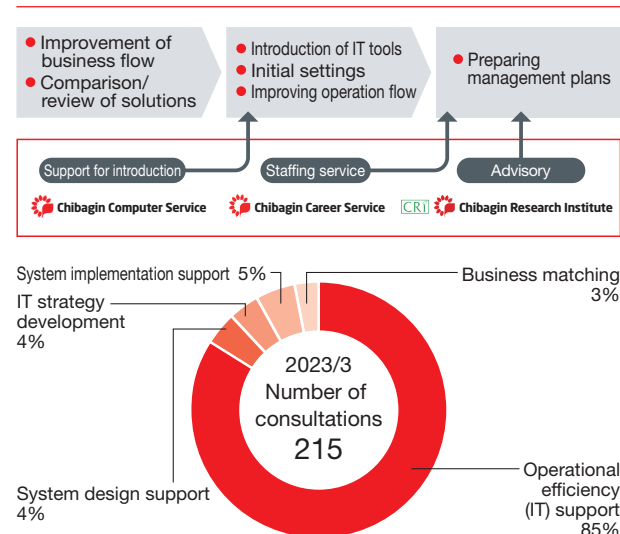 ● Improvement of
business flow
● Comparison/
review of solutions
● Introduction of IT tools
● Initial settings
● Improving operation flow
● Preparing
management plans
Support for introduction
Staffing service
Advisory
Chibagin Computer Service
Chibagin Career Service
CRI Chibagin Research Institute
System implementation support 5%
IT strategy
development
4%
System design support
4%
Business matching
3%
2023/3
Number of
consultations
215
Operational
efficiency
(IT) support
85%